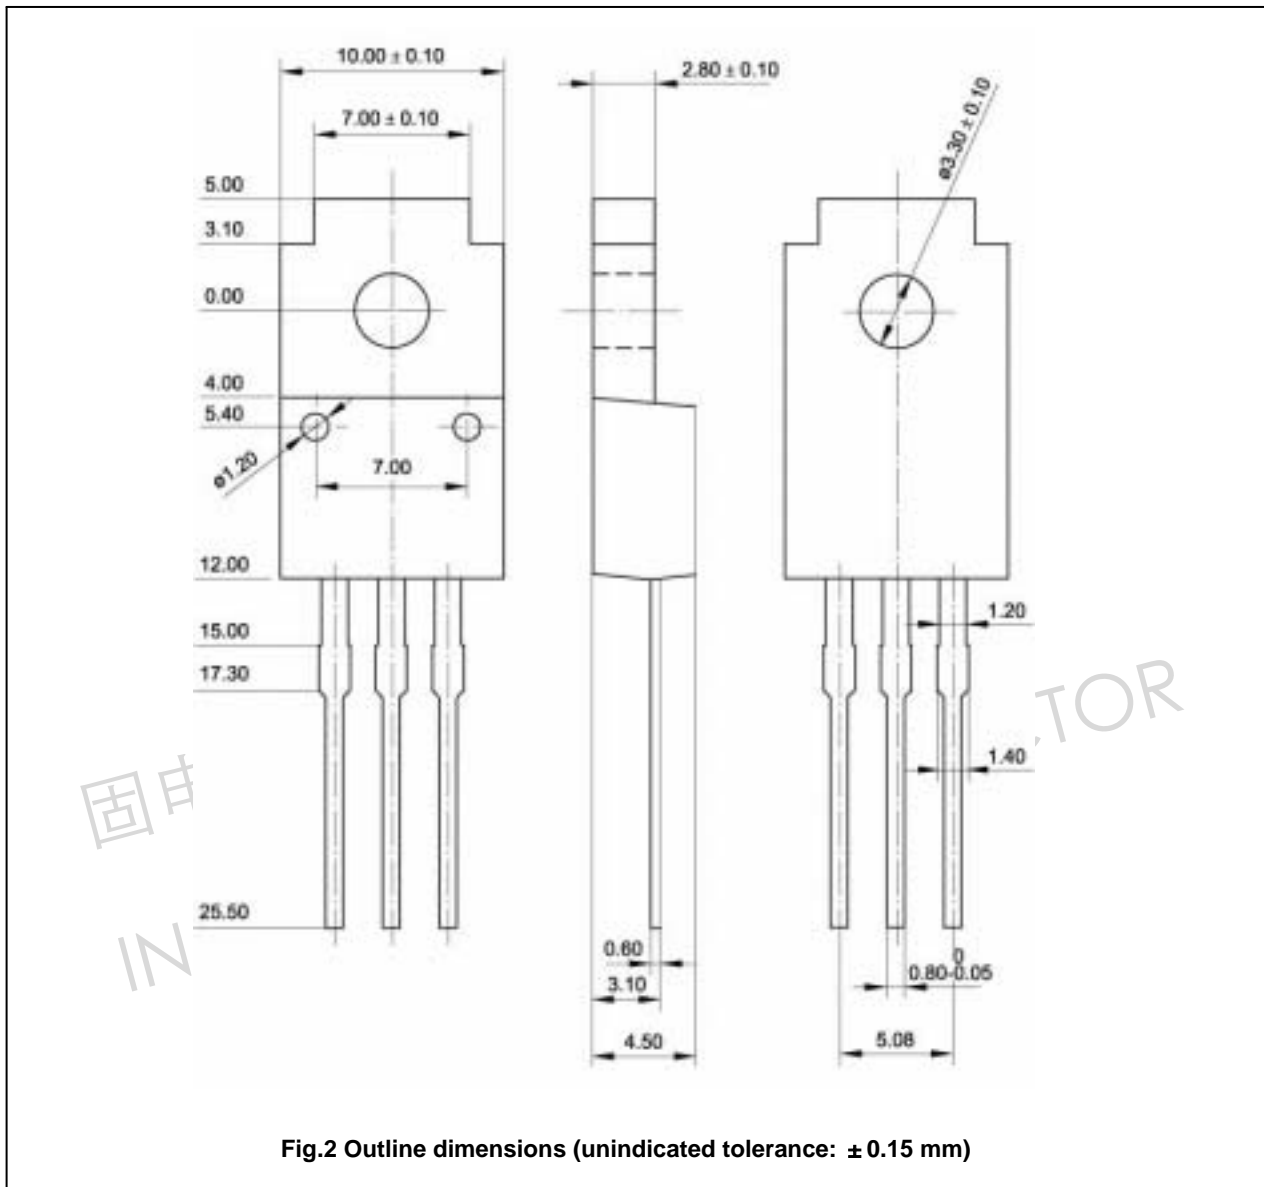 10.00 ± 0.10
2.80 ± 0.10
7.00 ± 0.10
ø3.30 ± 0.10
5.00
3.10
0.00
4.00
5.40
ø1.20
7.00
12.00
15.00
1.20
17.30
TOR
1.40
固电
25.50
IN
0.60
0
0.80-0.05
3.10
4.50
5.08
Fig.2 Outline dimensions (unindicated tolerance: ± 0.15 mm)